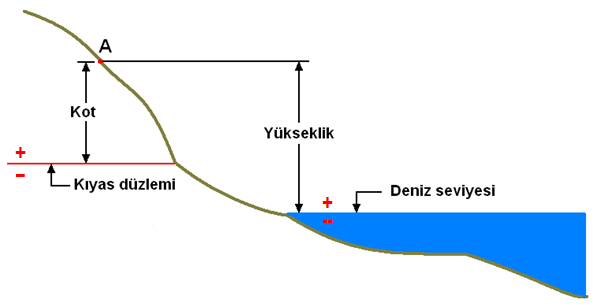 A
Kot
Yükseklik
+
-
Kıyas düzlemi
Deniz seviyesi
+
--